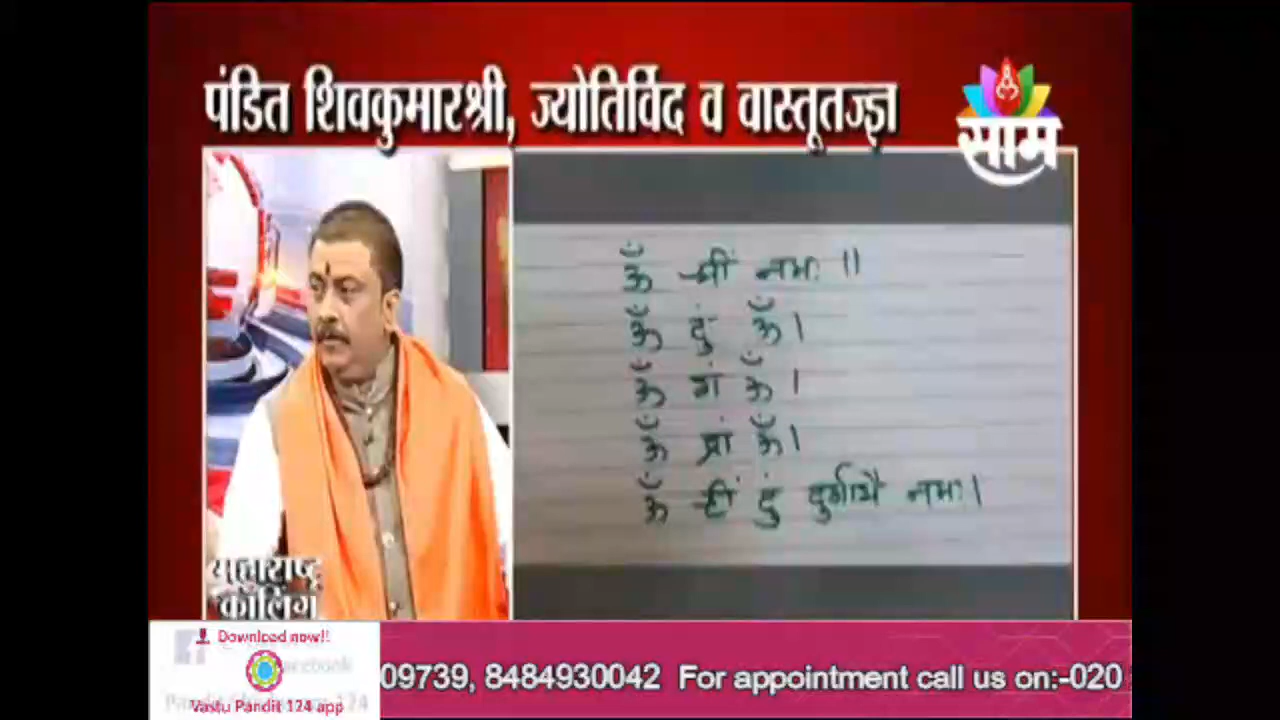 पंडित शिवकुमारश्री, ज्योतिर्विद व वास्तूतज्ज्ञ
साम
ॐ श्रीं नमः ॥
ॐ दुं ॐ ।
ॐ शं ॐ ।
ॐ प्रां ॐ ।
ॐ ह्रीं दुं दुर्गायै नमः ।
महाराष्ट्र
कॉलिंग
Download now!!
Vastu Pandit 124 app
09739, 8484930042 For appointment call us on:-020